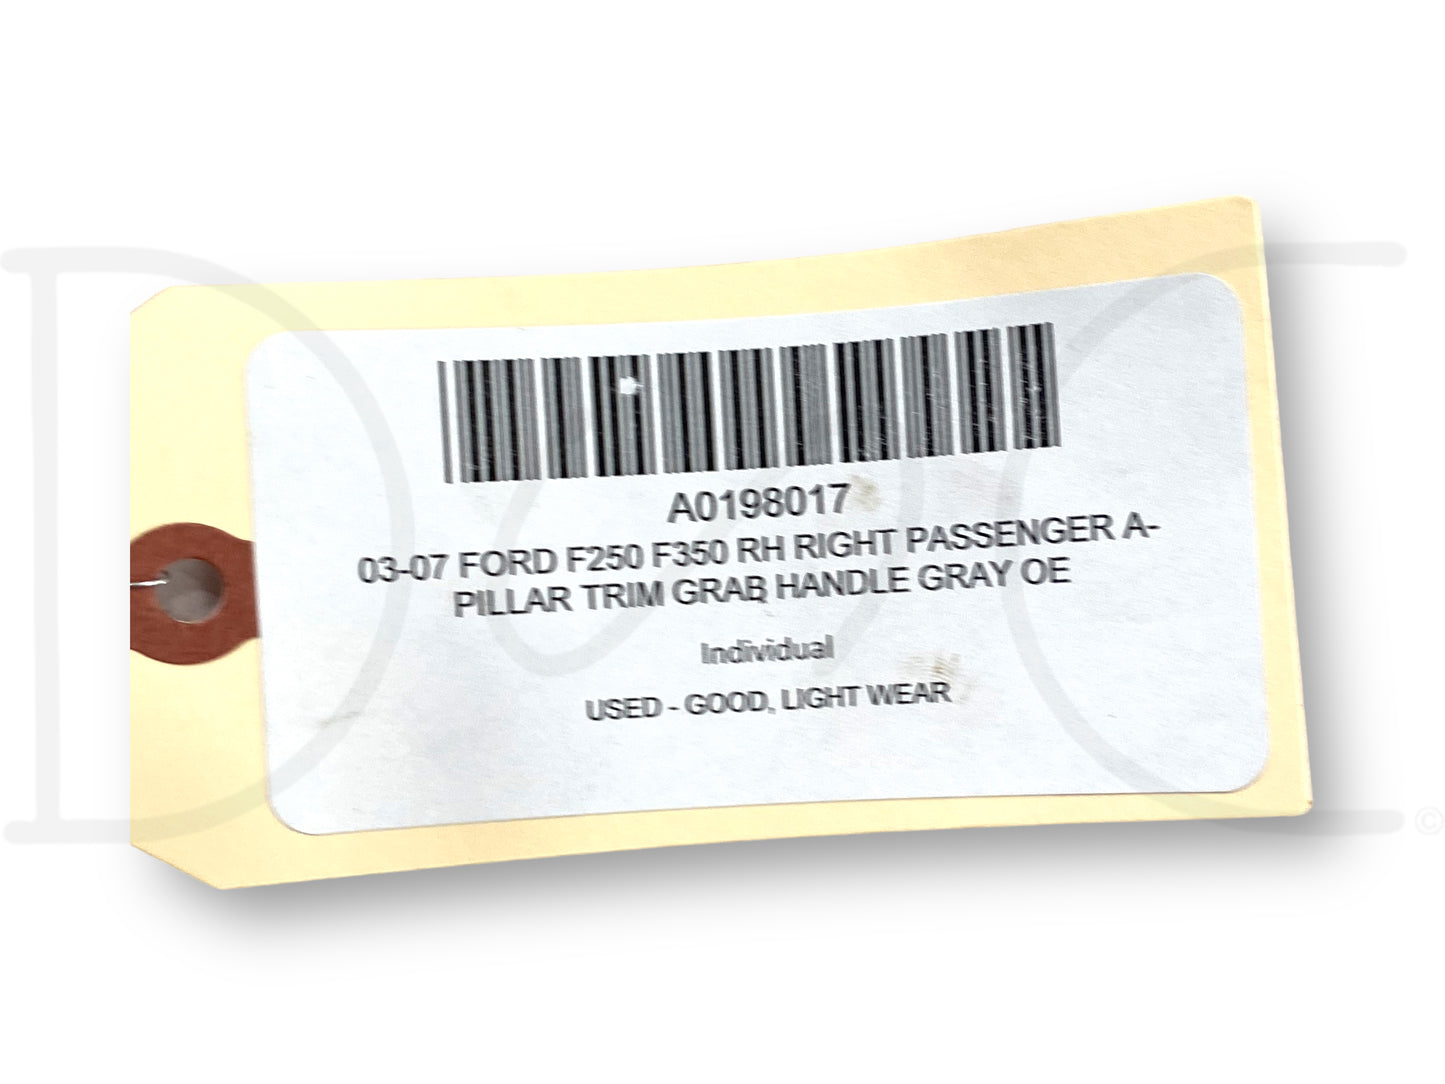 A0198017
03-07 FORD F250 F350 RH RIGHT PASSENGER A-
PILLAR TRIM GRAB HANDLE GRAY OE
Individual
USED - GOOD, LIGHT WEAR
©